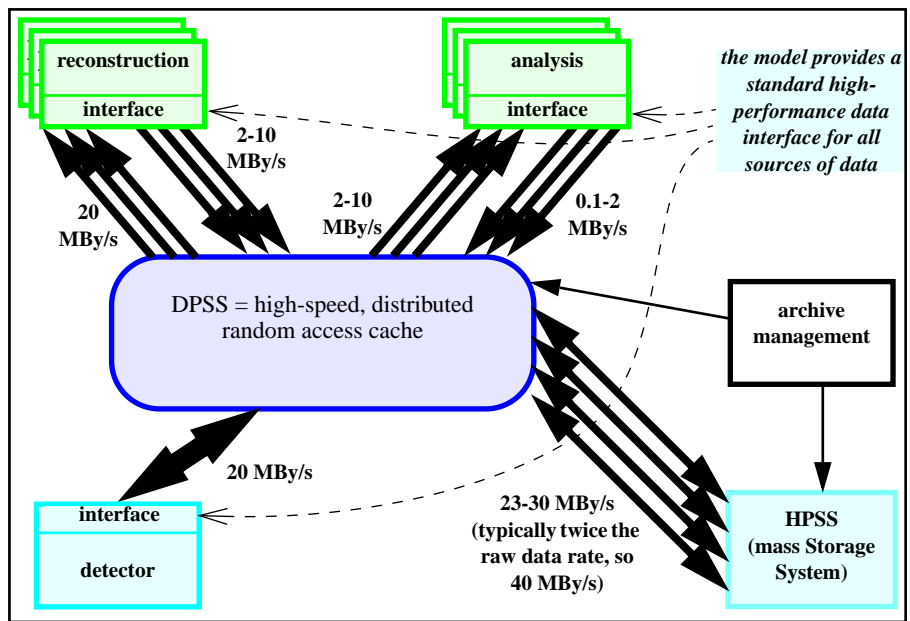 reconstruction
interface
analysis
interface
the model provides a
standard high-
performance data
interface for all
sources of data
2-10
MBy/s
20
MBy/s
2-10
MBy/s
0.1-2
MBy/s
DPSS = high-speed, distributed
random access cache
archive
management
20 MBy/s
interface
detector
23-30 MBy/s
(typically twice the
raw data rate, so
40 MBy/s)
HPSS
(mass Storage
System)